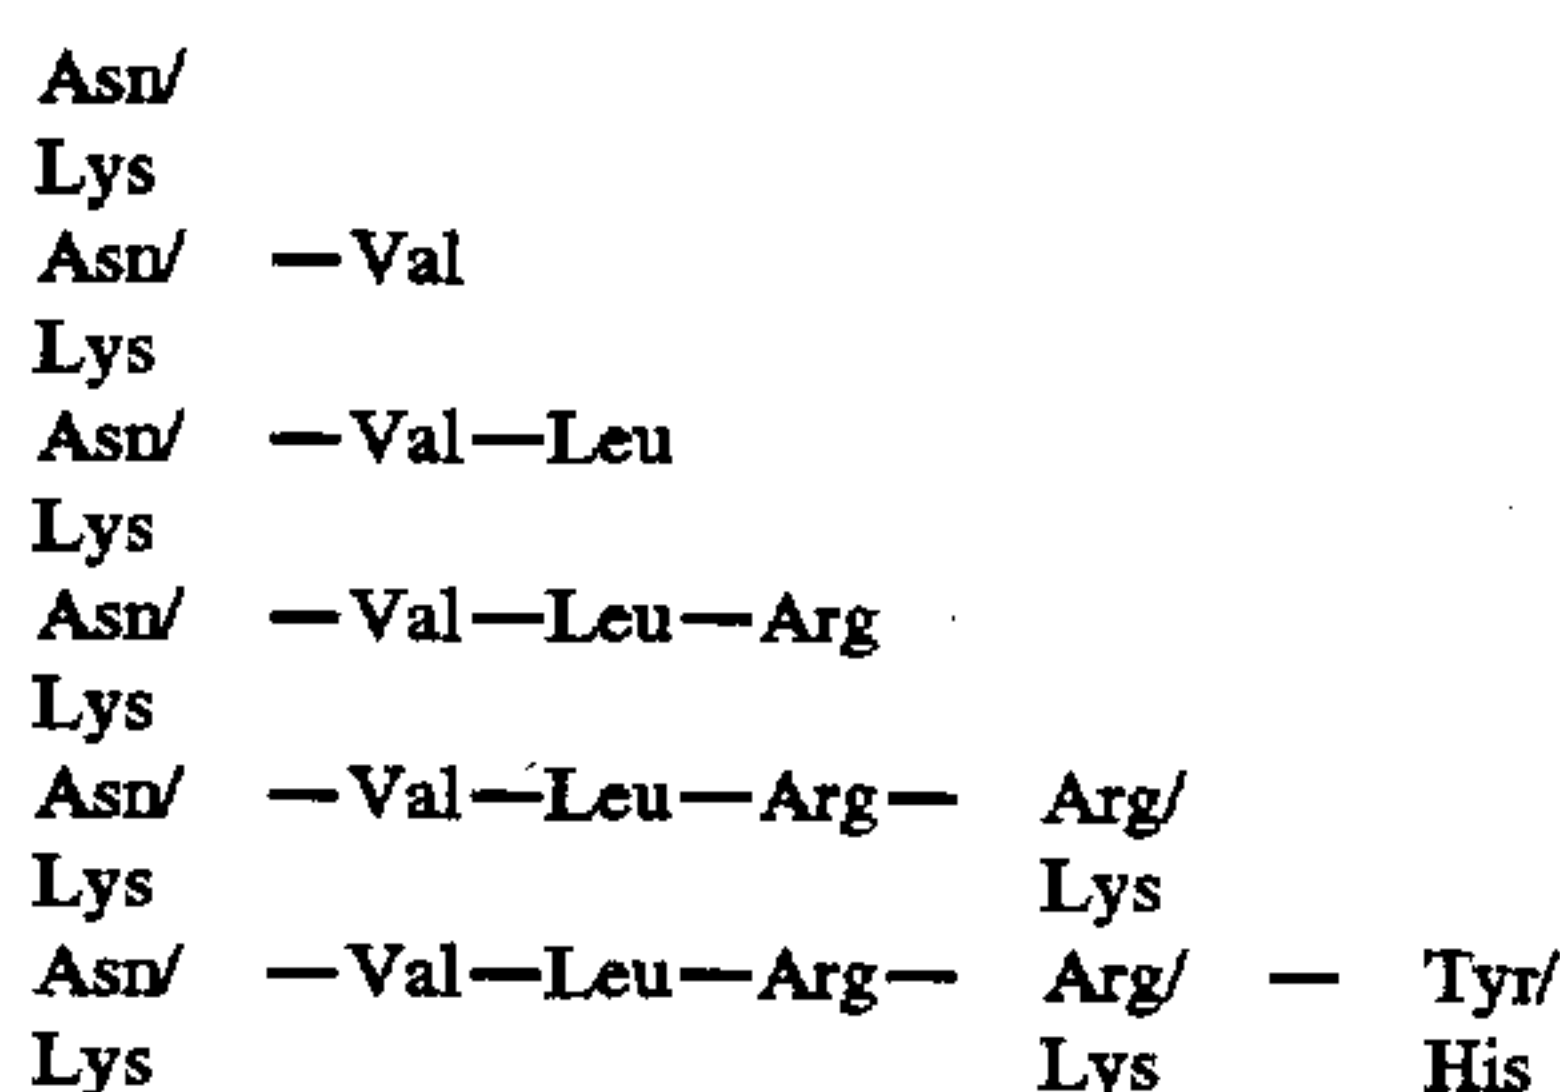 Asn/
Lys
Asn/ —Val
Lys
Asn/ —Val—Leu
Lys
Asn/ —Val—Leu—Arg
Lys
Asn/ —Val—Leu—Arg— Arg/
Lys Lys
Asn/ —Val—Leu—Arg— Arg/ — Tyr/
Lys Lys His